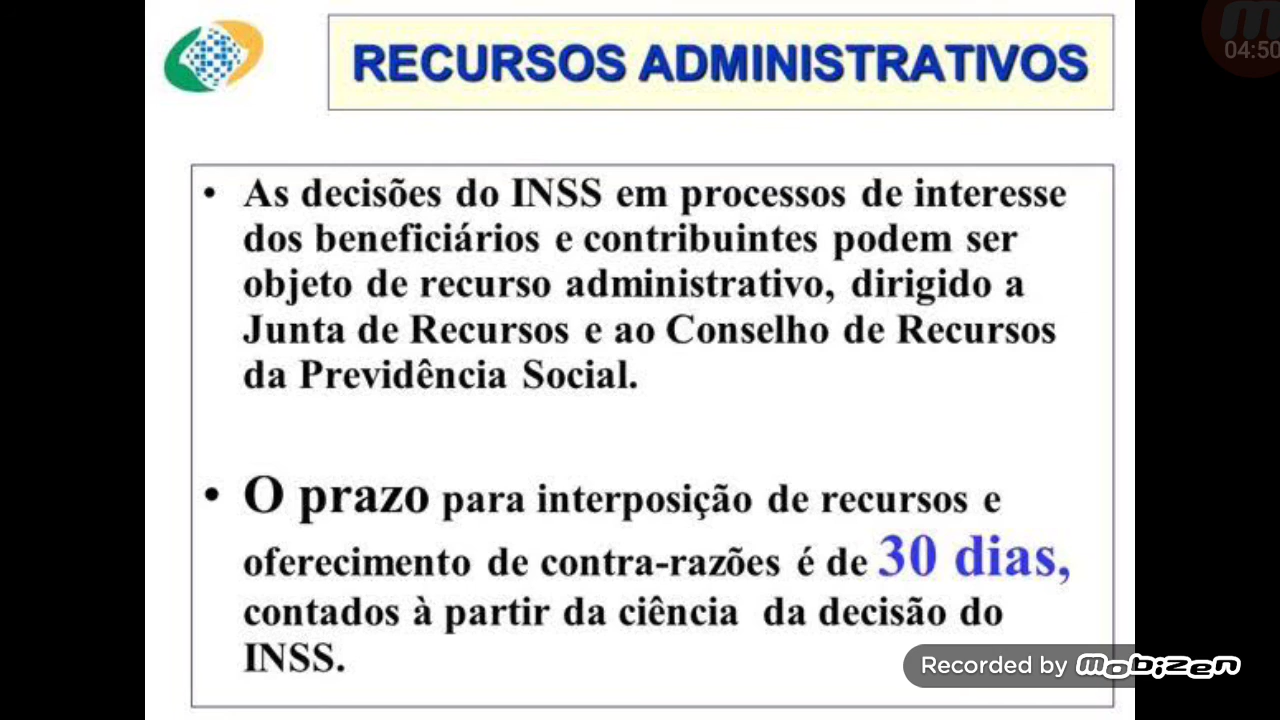 RECURSOS ADMINISTRATIVOS
04:50
• As decisões do INSS em processos de interesse
dos beneficiários e contribuintes podem ser
objeto de recurso administrativo, dirigido a
Junta de Recursos e ao Conselho de Recursos
da Previdência Social.
• O prazo para interposição de recursos e
oferecimento de contra-razões é de 30 dias,
contados à partir da ciência da decisão do
INSS.
Recorded by mobizen